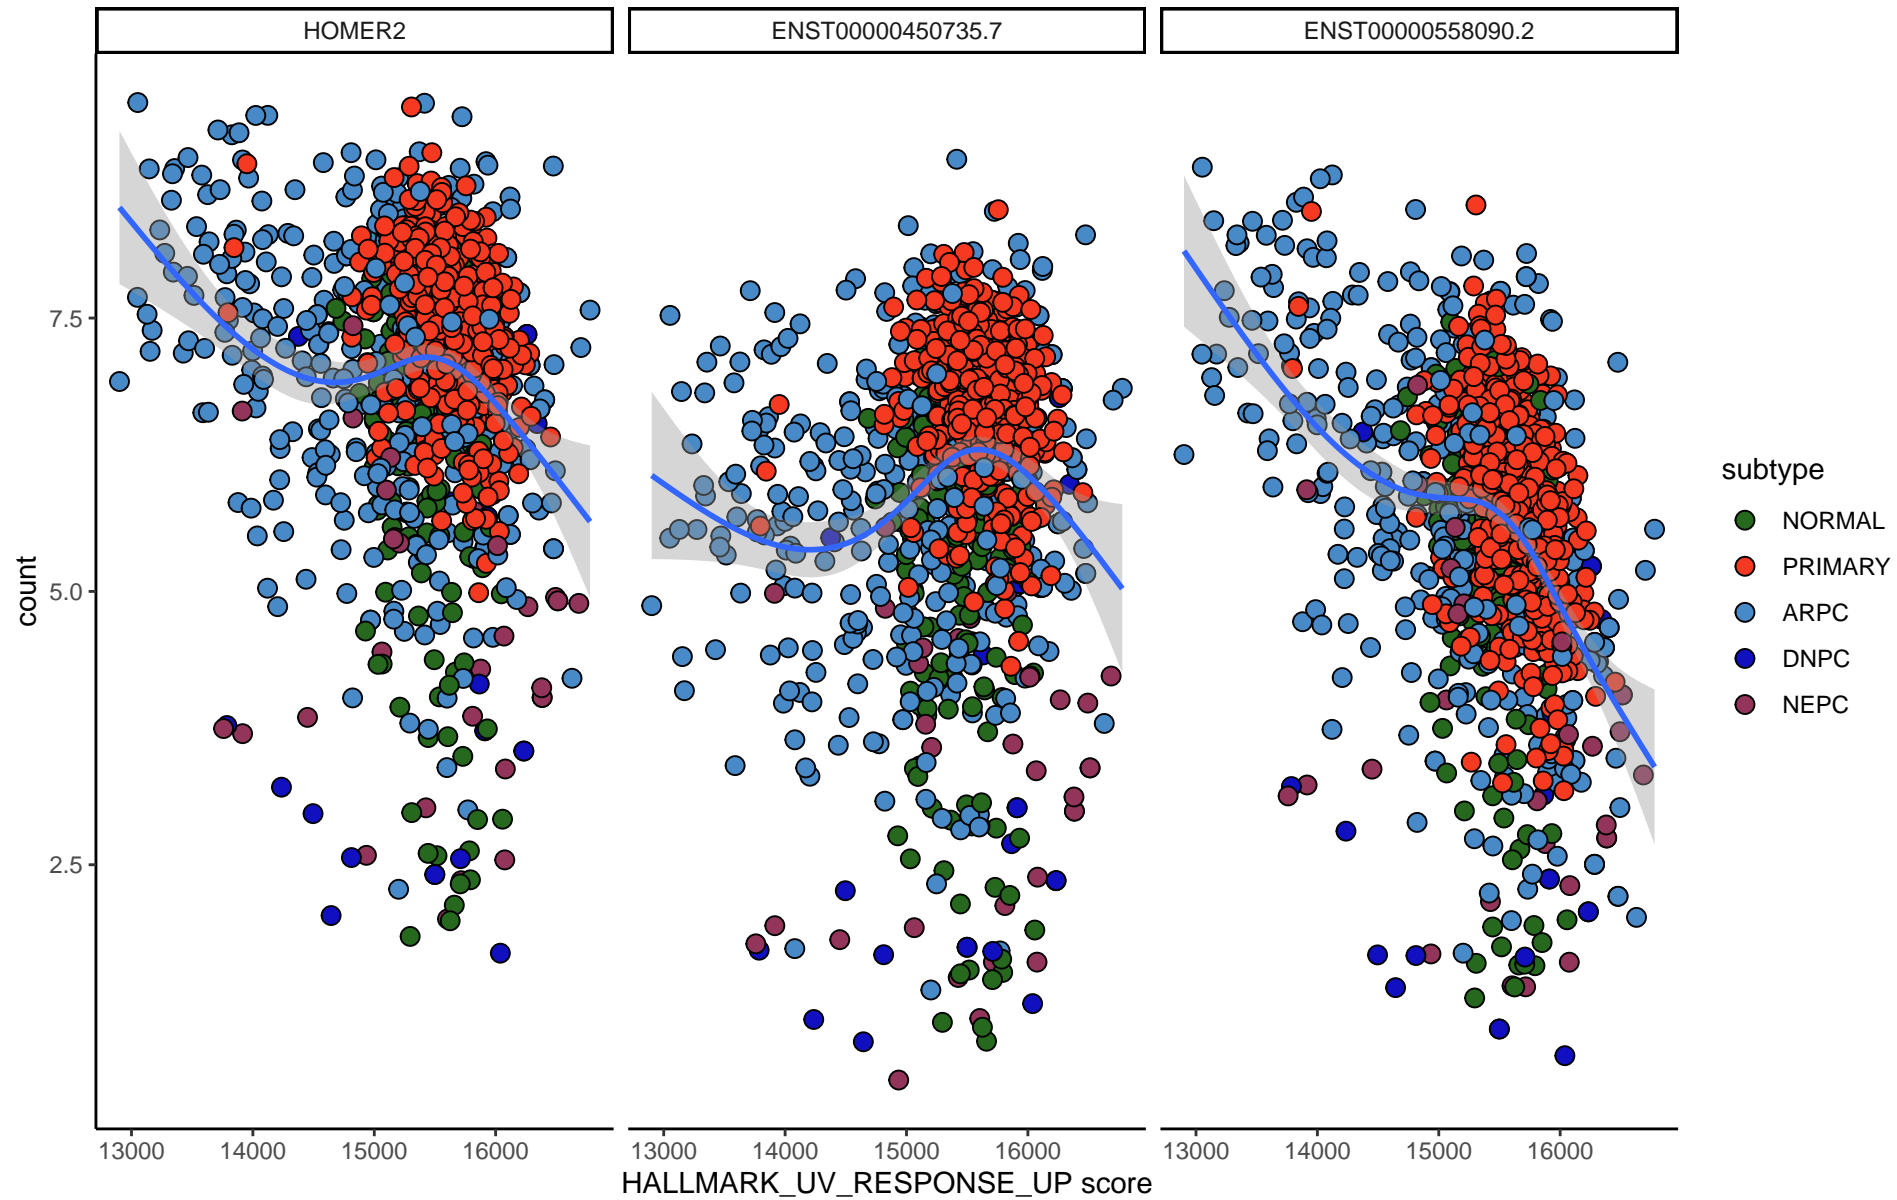 HOMER2
ENST00000450735.7
ENST00000558090.2
count
7.5
5.0
2.5
13000 14000 15000 16000
13000 14000 15000 16000
13000 14000 15000 16000
HALLMARK_UV_RESPONSE_UP score
subtype
NORMAL
PRIMARY
ARPC
DNPC
NEPC